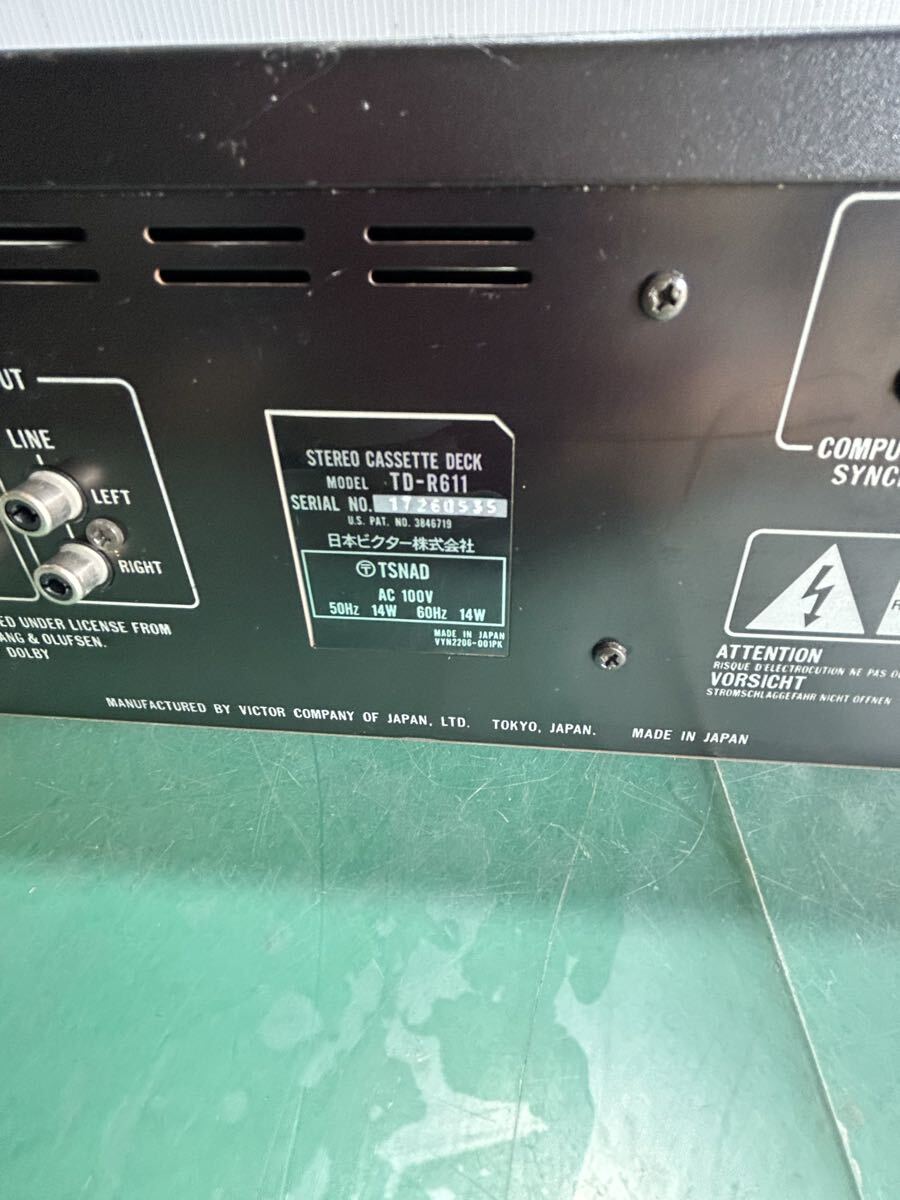 UT
LINE
LEFT
RIGHT
ED UNDER LICENSE FROM
ANG & OLUFSEN.
DOLBY
STEREO CASSETTE DECK
MODEL TD-R611
SERIAL NO. 17260535
U.S. PAT. NO. 3846719
日本ビクター株式会社
〒 TSNAD
AC 100V
50Hz 14W 60Hz 14W
MADE IN JAPAN
VYN2206-001PK
COMPU
SYNC
ATTENTION
RISQUE D'ELECTROCUTION NE PAS O
VORSICHT
STROMSCHLAGGEFAHR NICHT OFFNEN
MANUFACTURED BY VICTOR COMPANY OF JAPAN, LTD. TOKYO, JAPAN. MADE IN JAPAN